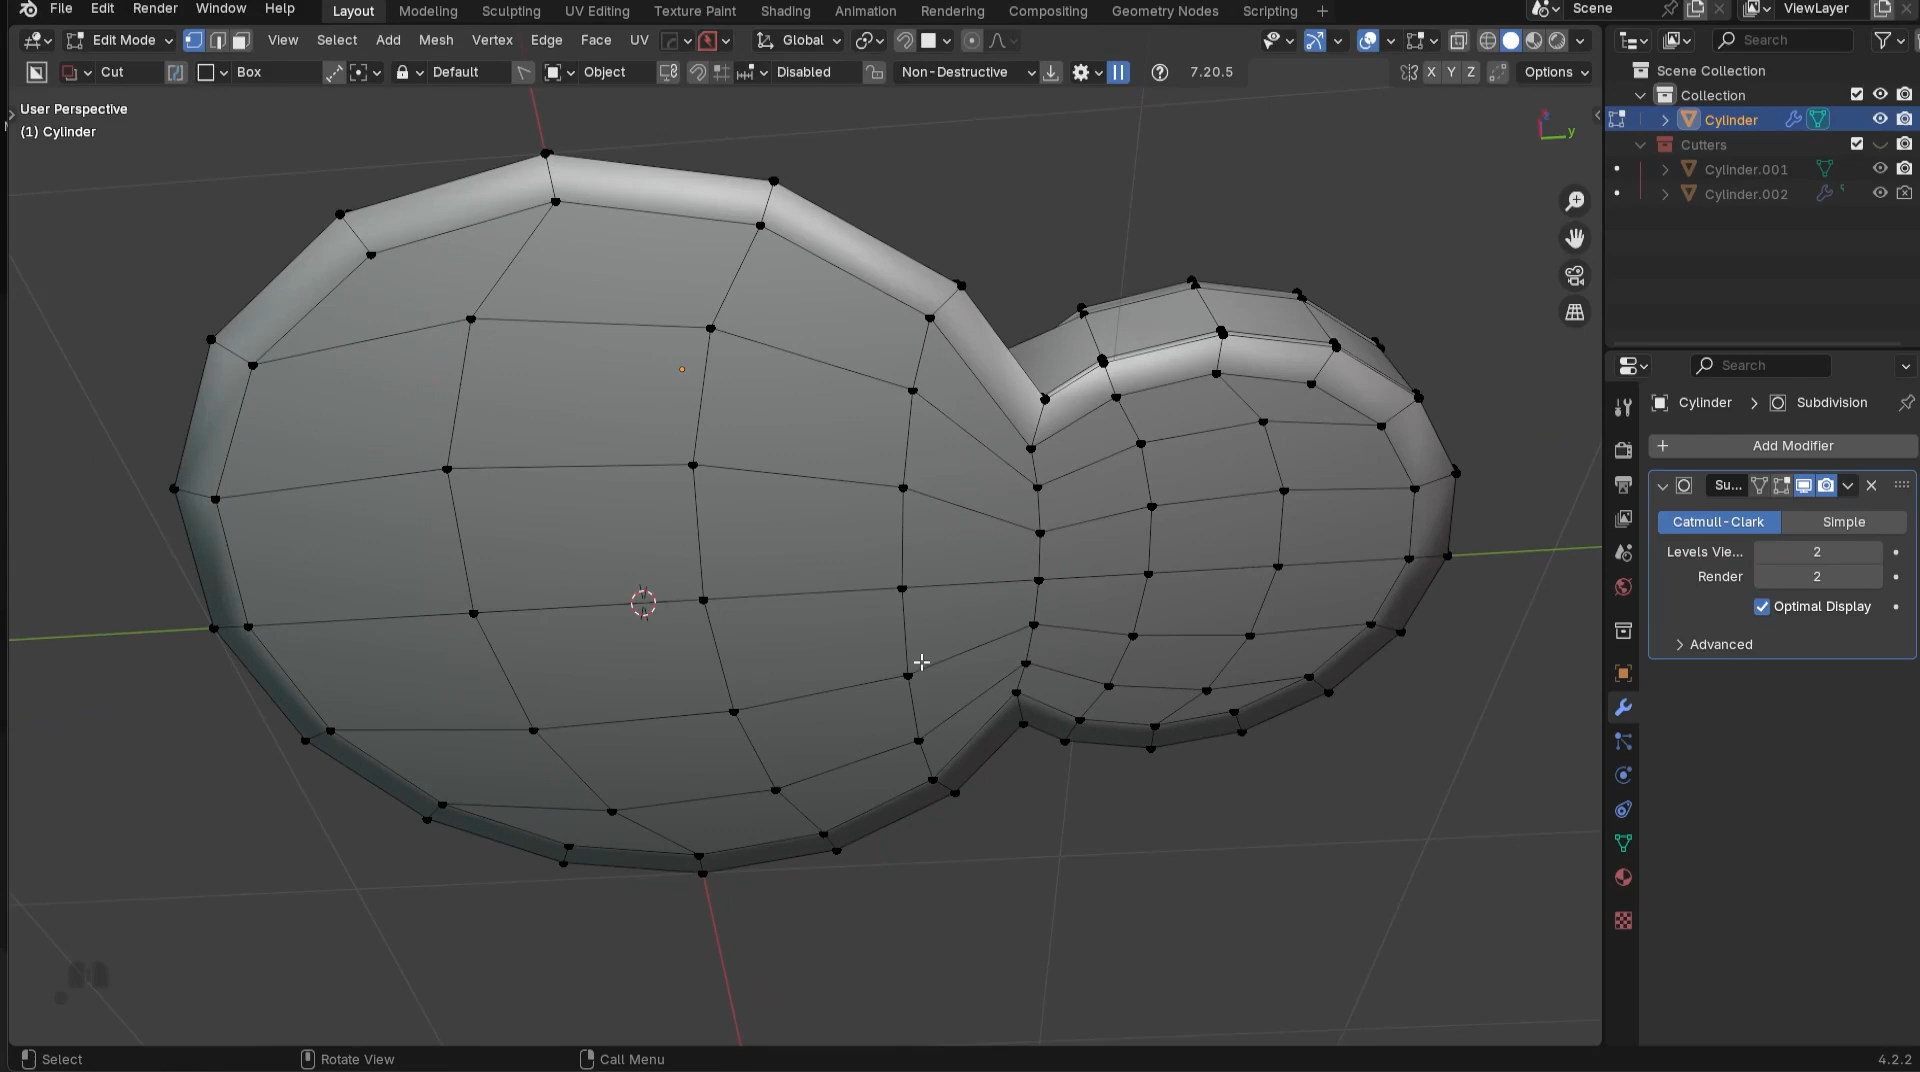 File Edit Render Window Help Layout Modeling Sculpting UV Editing Texture Paint Shading Animation Rendering Compositing Geometry Nodes Scripting + Scene ViewLayer
Edit Mode View Select Add Mesh Vertex Edge Face UV Global Search
Cut Box Default Object Disabled Non-Destructive 7.20.5 X Y Z Options
Scene Collection
Collection
Cylinder
Cutters
Cylinder.001
Cylinder.002
User Perspective
(1) Cylinder
y
Search
Cylinder > Subdivision
+ Add Modifier
Su...
Catmull-Clark Simple
Levels Vie... 2
Render 2
Optimal Display
Advanced
Select Rotate View Call Menu 4.2.2